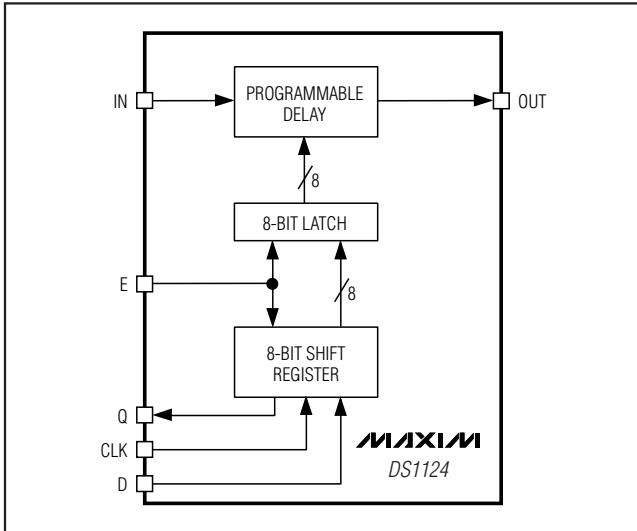 IN
PROGRAMMABLE
DELAY
OUT
8
8-BIT LATCH
E
8
8-BIT SHIFT
REGISTER
Q
CLK
D
MAXIM
DS1124